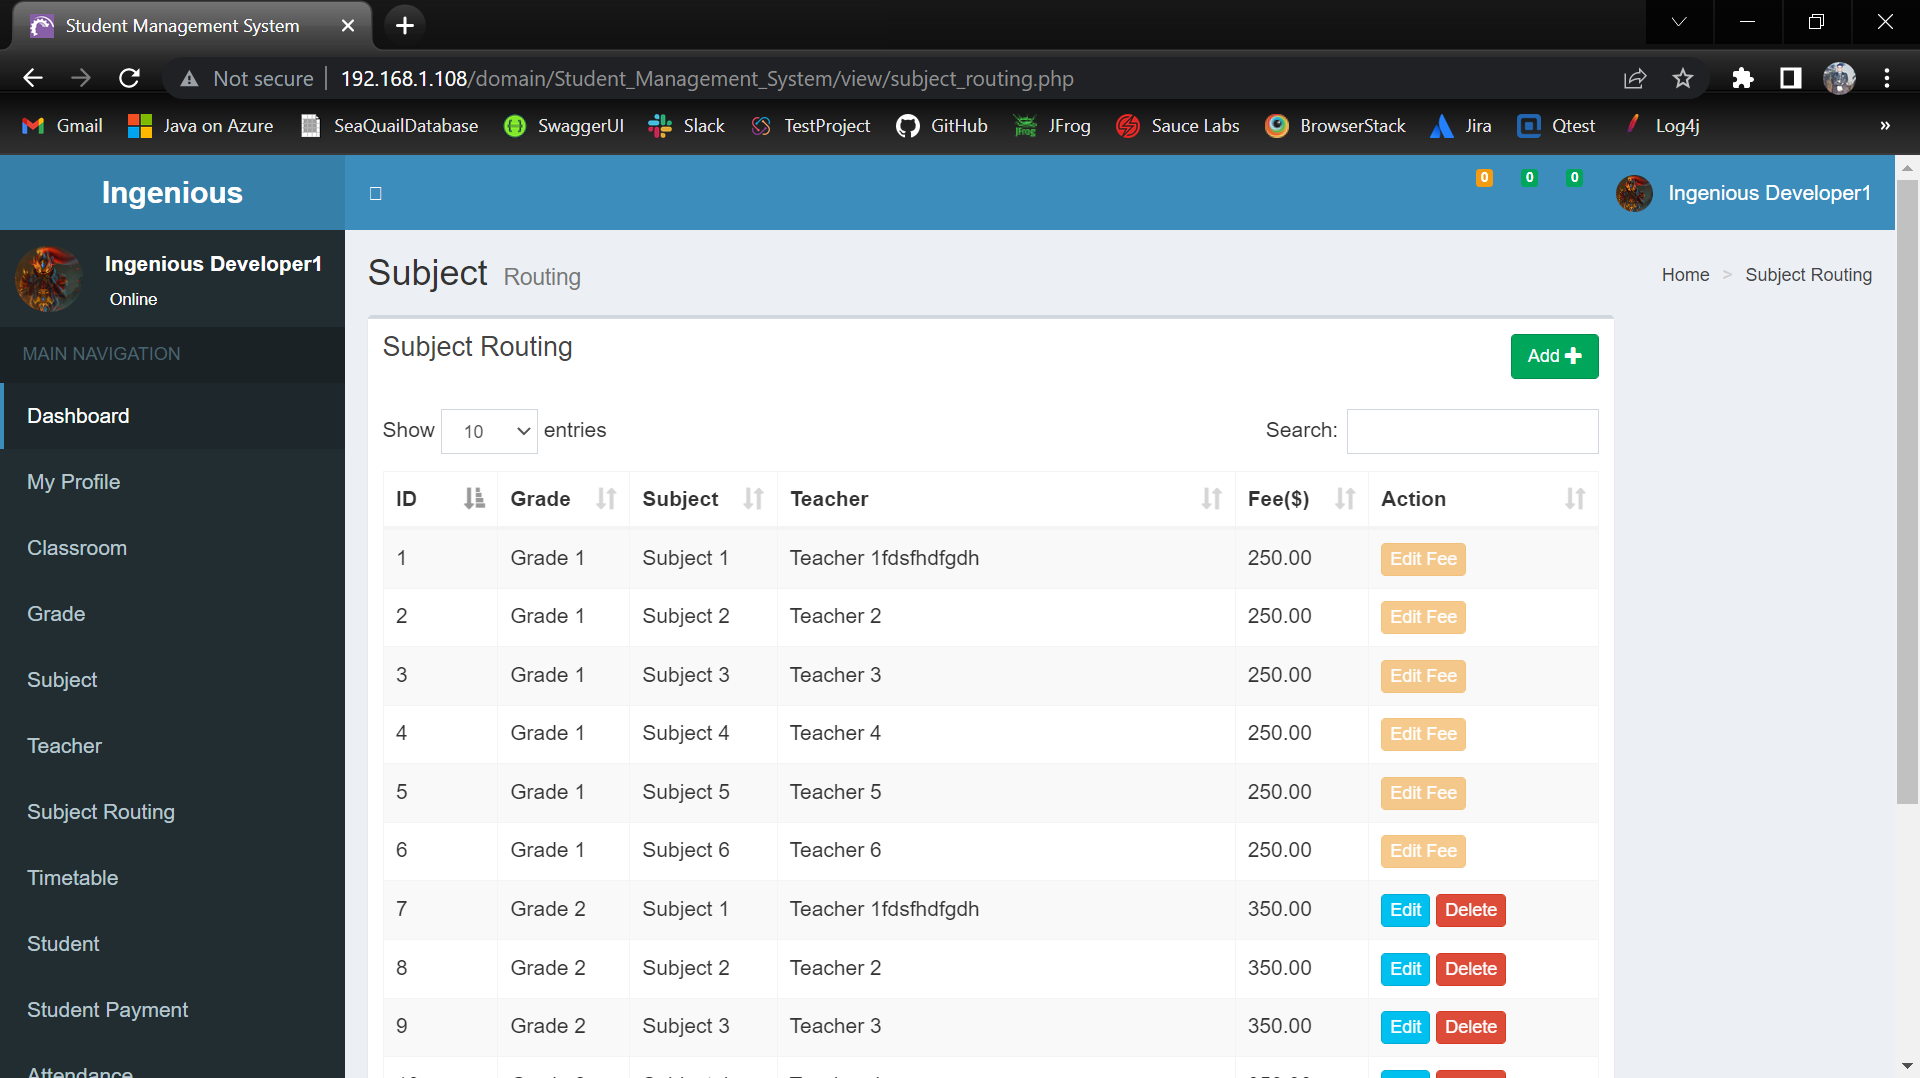 Student Management System
Not secure 192.168.1.108/domain/Student_Management_System/view/subject_routing.php
Gmail Java on Azure SeaQuailDatabase SwaggerUI Slack TestProject GitHub JFrog Sauce Labs BrowserStack Jira Qtest Log4j »
Ingenious
0 0 0 Ingenious Developer1
Ingenious Developer1
Online
MAIN NAVIGATION
Dashboard
My Profile
Classroom
Grade
Subject
Teacher
Subject Routing
Timetable
Student
Student Payment
Attendance
Subject Routing
Home > Subject Routing
Subject Routing
Add
Show 10 entries
Search:
ID Grade Subject Teacher Fee($) Action
1 Grade 1 Subject 1 Teacher 1fdsfhdfgdh 250.00 Edit Fee
2 Grade 1 Subject 2 Teacher 2 250.00 Edit Fee
3 Grade 1 Subject 3 Teacher 3 250.00 Edit Fee
4 Grade 1 Subject 4 Teacher 4 250.00 Edit Fee
5 Grade 1 Subject 5 Teacher 5 250.00 Edit Fee
6 Grade 1 Subject 6 Teacher 6 250.00 Edit Fee
7 Grade 2 Subject 1 Teacher 1fdsfhdfgdh 350.00 Edit Delete
8 Grade 2 Subject 2 Teacher 2 350.00 Edit Delete
9 Grade 2 Subject 3 Teacher 3 350.00 Edit Delete